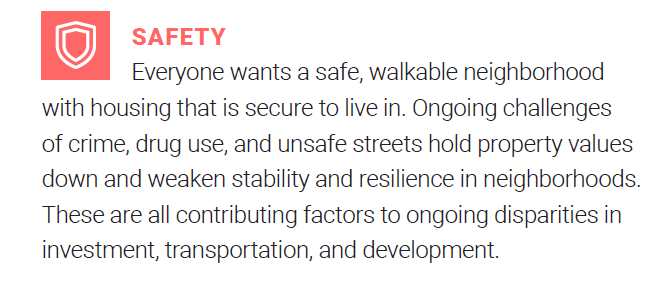 SAFETY
Everyone wants a safe, walkable neighborhood
with housing that is secure to live in. Ongoing challenges
of crime, drug use, and unsafe streets hold property values
down and weaken stability and resilience in neighborhoods.
These are all contributing factors to ongoing disparities in
investment, transportation, and development.